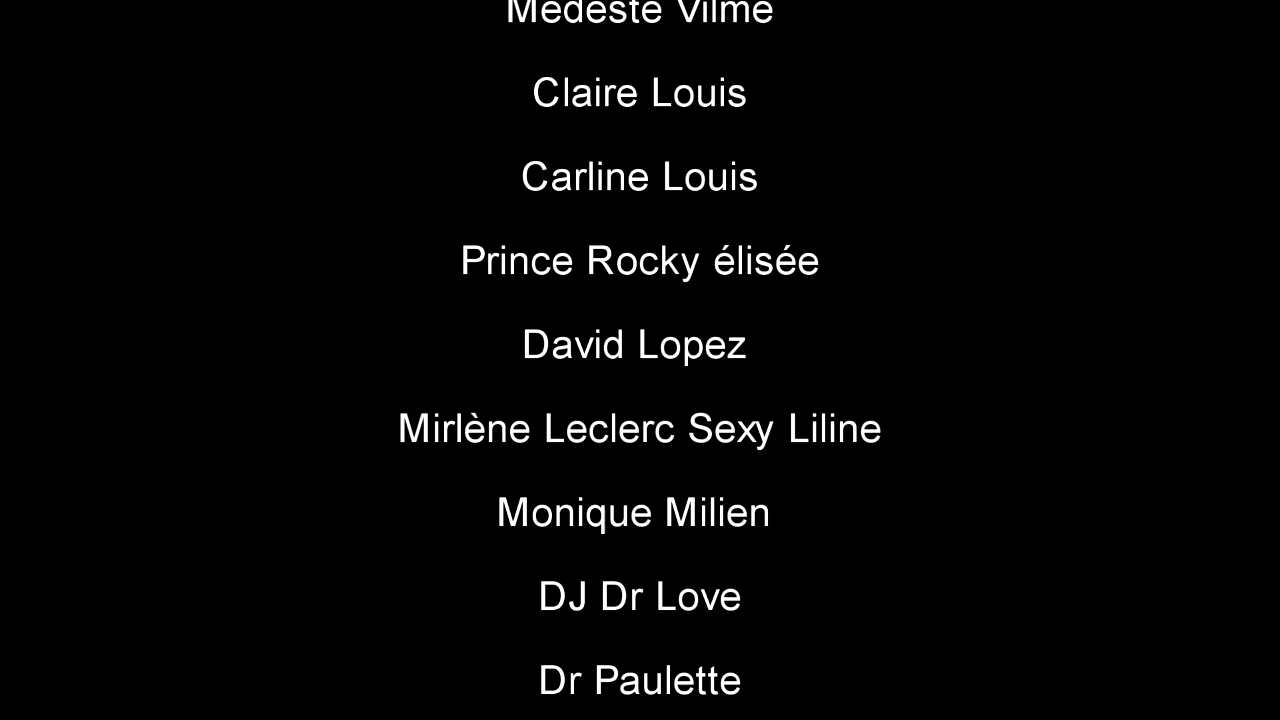 Medeste Vilme
Claire Louis
Carline Louis
Prince Rocky élisée
David Lopez
Mirlène Leclerc Sexy Liline
Monique Milien
DJ Dr Love
Dr Paulette